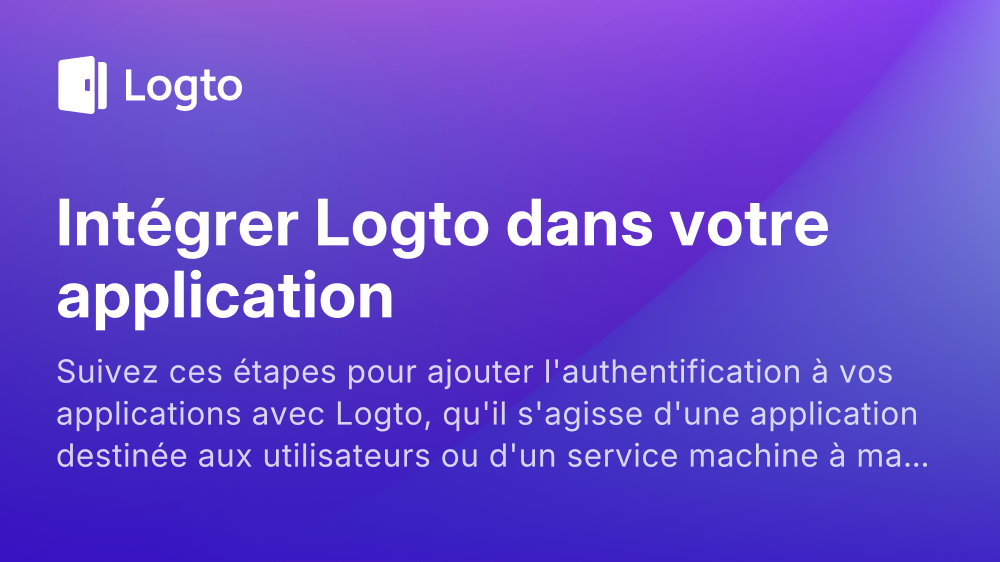 Logto
Intégrer Logto dans votre
application
Suivez ces étapes pour ajouter l'authentification à vos
applications avec Logto, qu'il s'agisse d'une application
destinée aux utilisateurs ou d'un service machine à ma...